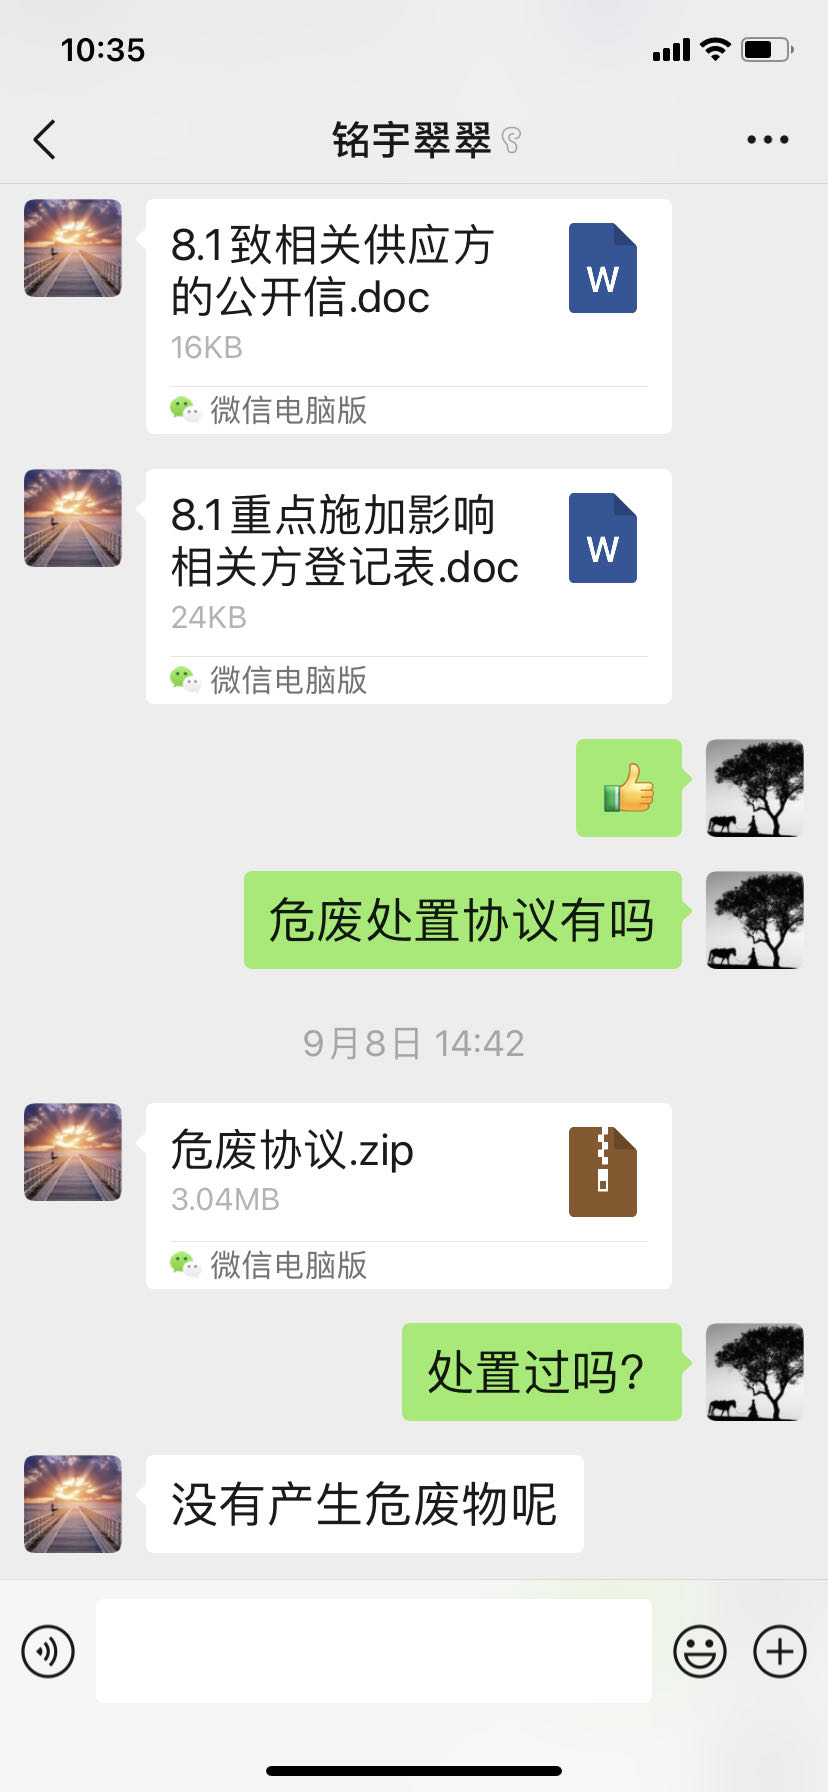 10:35
铭宇翠翠
8.1致相关供应方
的公开信.doc
16KB
W
微信电脑版
8.1重点施加影响
相关方登记表.doc
24KB
W
微信电脑版
危废处置协议有吗
9月8日 14:42
危废协议.zip
3.04MB
微信电脑版
处置过吗?
没有产生危废物呢